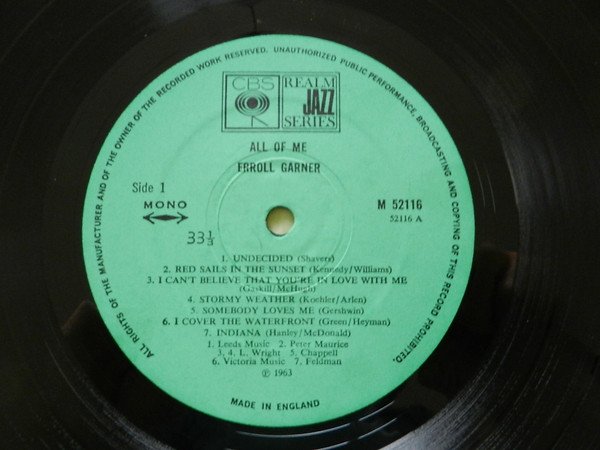 ALL RIGHTS OF THE MANUFACTURER AND OF THE OWNER OF THE RECORDED WORK RESERVED. UNAUTHORIZED PUBLIC PERFORMANCE, BROADCASTING AND COPYING OF THIS RECORD PROHIBITED.
CBS
REALM
JAZZ
SERIES
ALL OF ME
ERROLL GARNER
Side 1
MONO
M 52116
52116 A
33⅓
1. UNDECIDED (Shavers)
2. RED SAILS IN THE SUNSET (Kennedy/Williams)
3. I CAN'T BELIEVE THAT YOU'RE IN LOVE WITH ME
(Gaskill/McHugh)
4. STORMY WEATHER (Koehler/Arlen)
5. SOMEBODY LOVES ME (Gershwin)
6. I COVER THE WATERFRONT (Green/Heyman)
7. INDIANA (Hanley/McDonald)
1. Leeds Music 2. Peter Maurice
3, 4. L. Wright 5. Chappell
6. Victoria Music 7. Feldman
℗ 1963
MADE IN ENGLAND